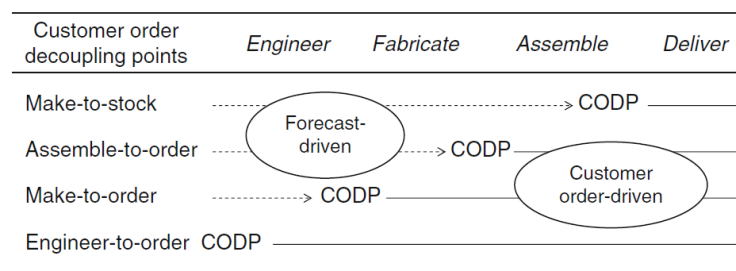 Customer order
decoupling points
Engineer Fabricate Assemble Deliver
Make-to-stock CODP
Forecast-
driven
Assemble-to-order CODP
Customer
order-driven
Make-to-order CODP
Engineer-to-order CODP